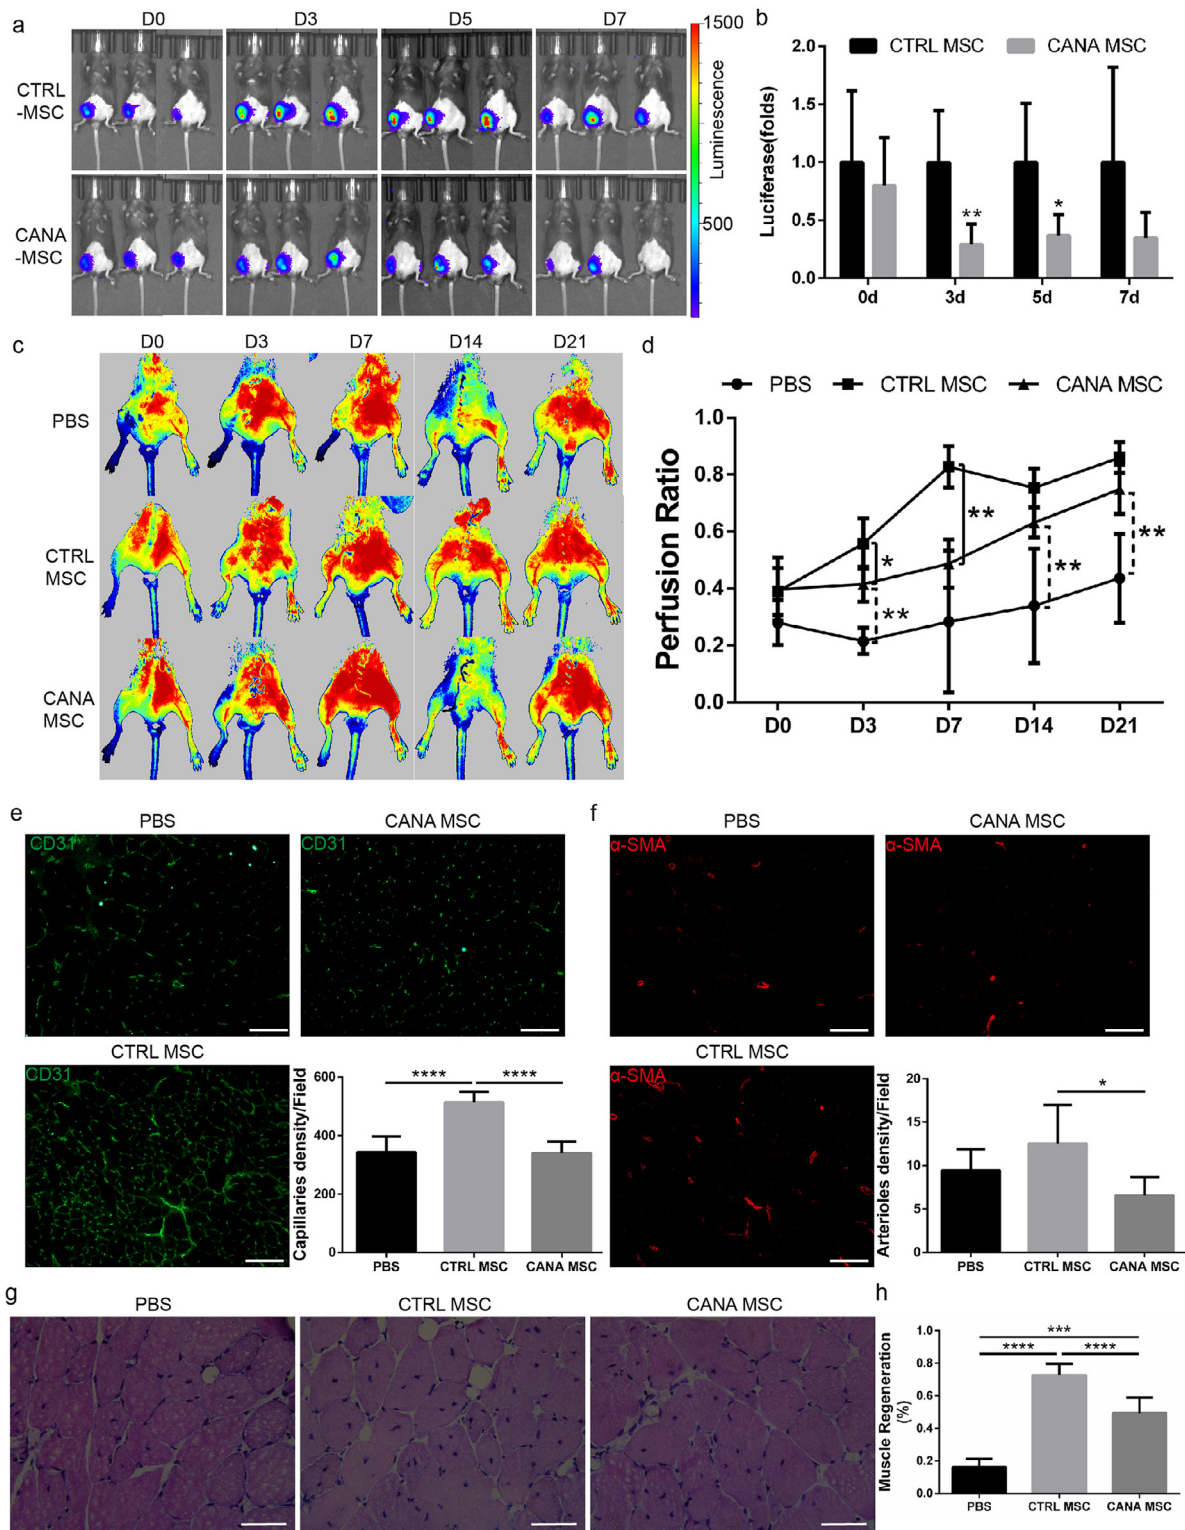 a
D0 D3 D5 D7
CTRL
-MSC
CANA
-MSC
1500
500
Luminescence
b
CTRL MSC CANA MSC
Luciferase(folds)
2.0
1.5
1.0
0.5
0.0
**
*
0d 3d 5d 7d
c
D0 D3 D7 D14 D21
PBS
CTRL
MSC
CANA
MSC
d
PBS CTRL MSC CANA MSC
Perfusion Ratio
1.0
0.8
0.6
0.4
0.2
0.0
*
**
**
**
**
D0 D3 D7 D14 D21
e
PBS CANA MSC
CD31 CD31
CTRL MSC
CD31
Capillaries density/Field
600
400
200
0
**** ****
PBS CTRL MSC CANA MSC
f
PBS CANA MSC
α-SMA α-SMA
CTRL MSC
α-SMA
Arterioles density/Field
20
15
10
5
0
*
PBS CTRL MSC CANA MSC
g
PBS CTRL MSC CANA MSC
h
Muscle Regeneration
(%)
1.0
0.8
0.6
0.4
0.2
0.0
***
**** ****
PBS CTRL MSC CANA MSC